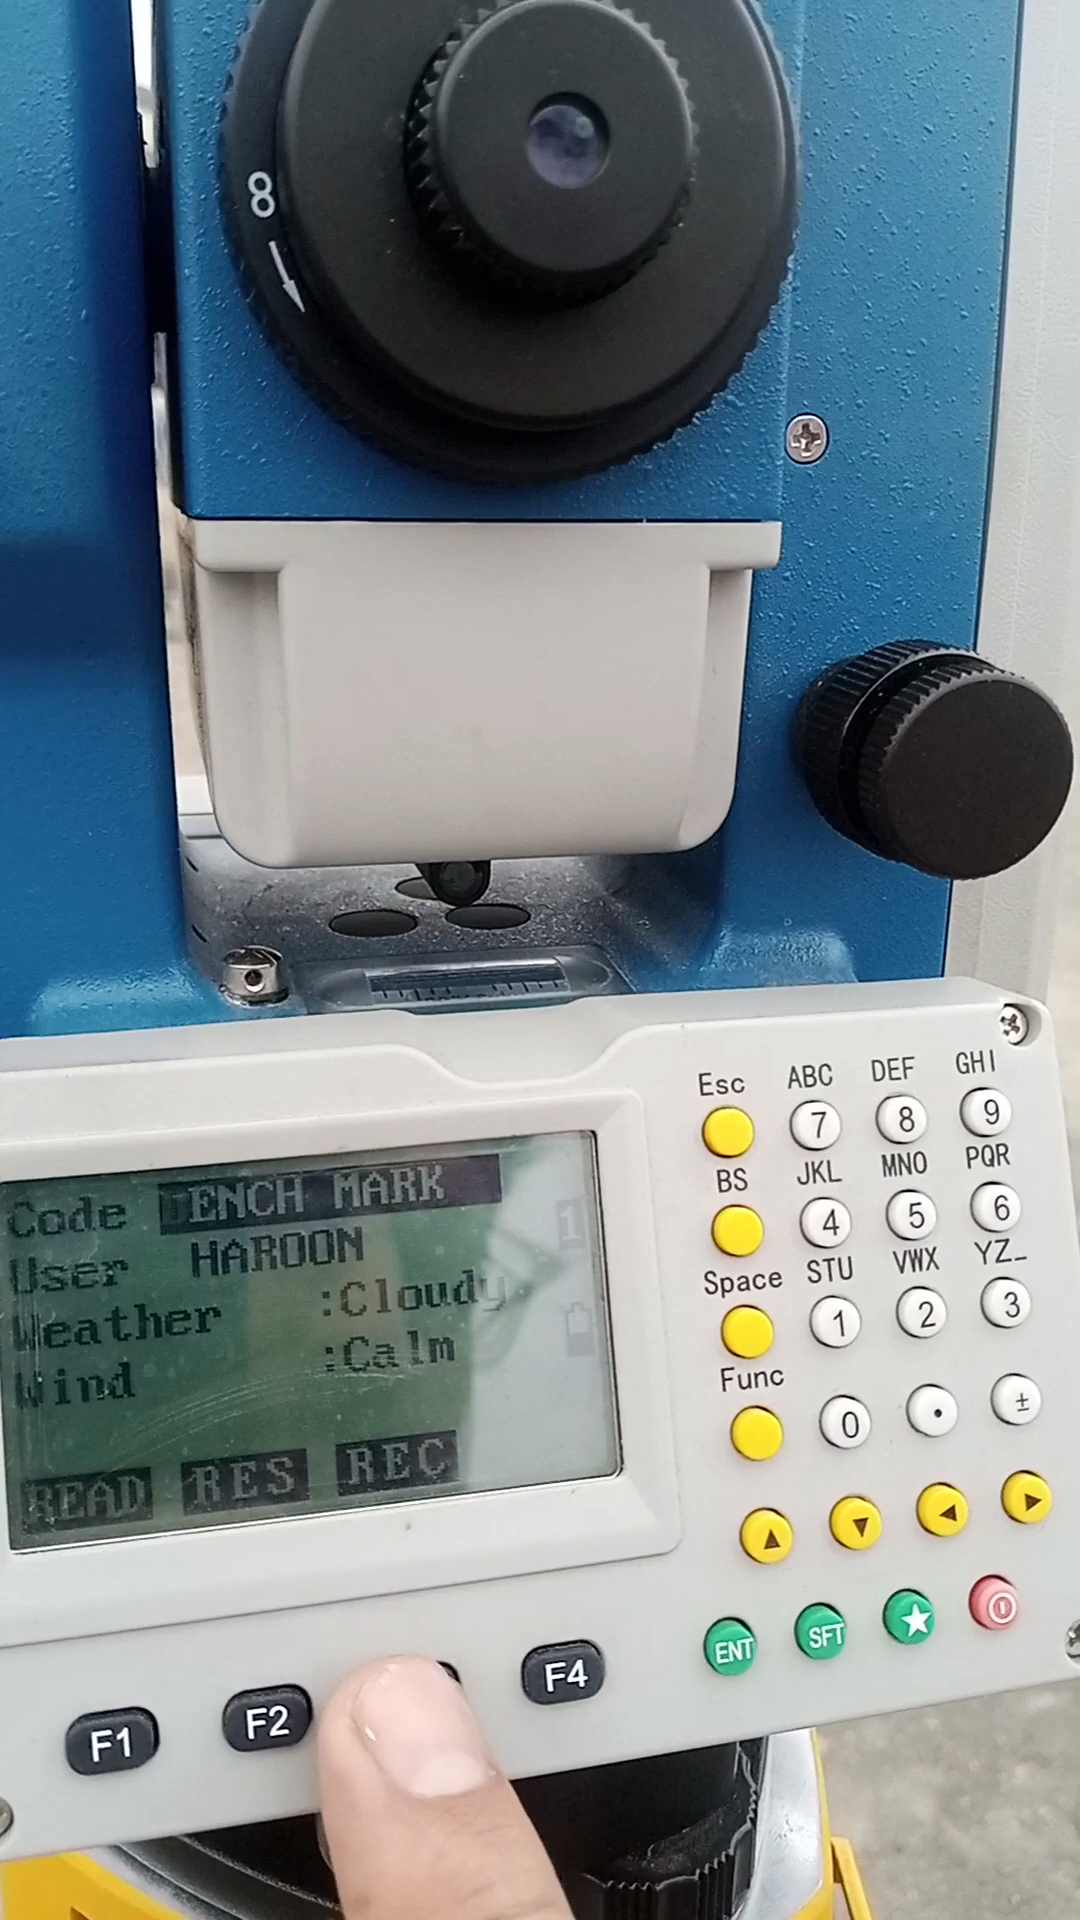 8
Code ENCH MARK
User HAROON
Weather :Cloudy
Wind :Calm
1
READ RES REC
Esc ABC DEF GHI
7 8 9
BS JKL MNO PQR
4 5 6
Space STU VWX YZ_
1 2 3
Func
0 • ±
▲ ▼ ◀ ▶
ENT SFT ★
F1 F2 F4